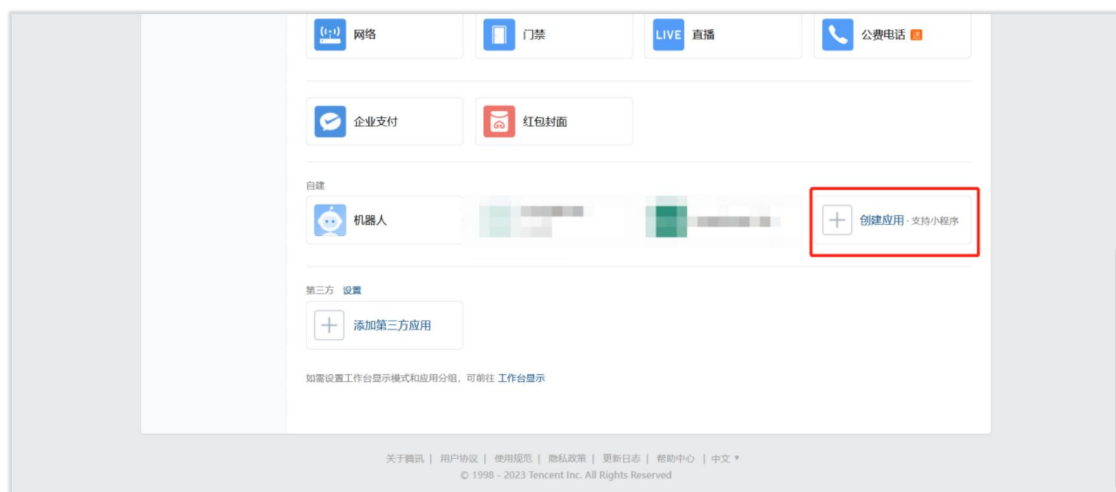 网络
门禁
LIVE 直播
公费电话
企业支付
红包封面
自建
机器人
创建应用 · 支持小程序
第三方 设置
添加第三方应用
如需设置工作台显示模式和应用分组，可前往 工作台显示
关于腾讯 | 用户协议 | 使用规范 | 隐私政策 | 更新日志 | 帮助中心 | 中文 ▼
© 1998 - 2023 Tencent Inc. All Rights Reserved